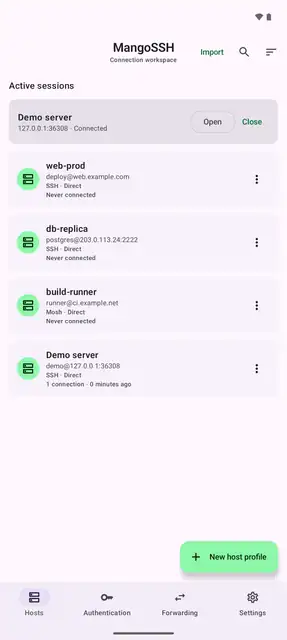 MangoSSH
Connection workspace
Import
Active sessions
Demo server
127.0.0.1:36308 · Connected
Open
Close
web-prod
deploy@web.example.com
SSH · Direct
Never connected
db-replica
postgres@203.0.113.24:2222
SSH · Direct
Never connected
build-runner
runner@ci.example.net
Mosh · Direct
Never connected
Demo server
demo@127.0.0.1:36308
SSH · Direct
1 connection · 0 minutes ago
New host profile
Hosts
Authentication
Forwarding
Settings